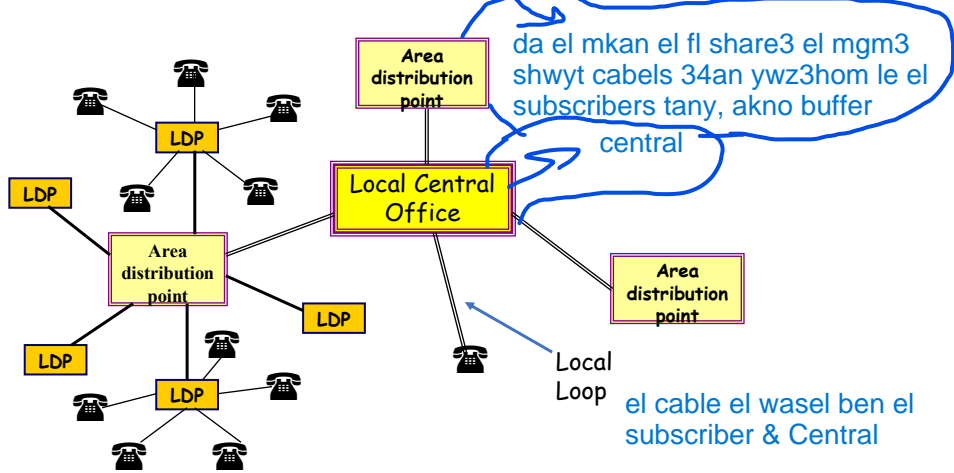 Area
distribution
point
da el mkan el fl share3 el mgm3
shwyt cabels 34an ywz3hom le el
subscribers tany, akno buffer
central
LDP
Local Central
Office
LDP
Area
distribution
point
Area
distribution
point
LDP
LDP
Local
Loop
LDP
el cable el wasel ben el
subscriber & Central